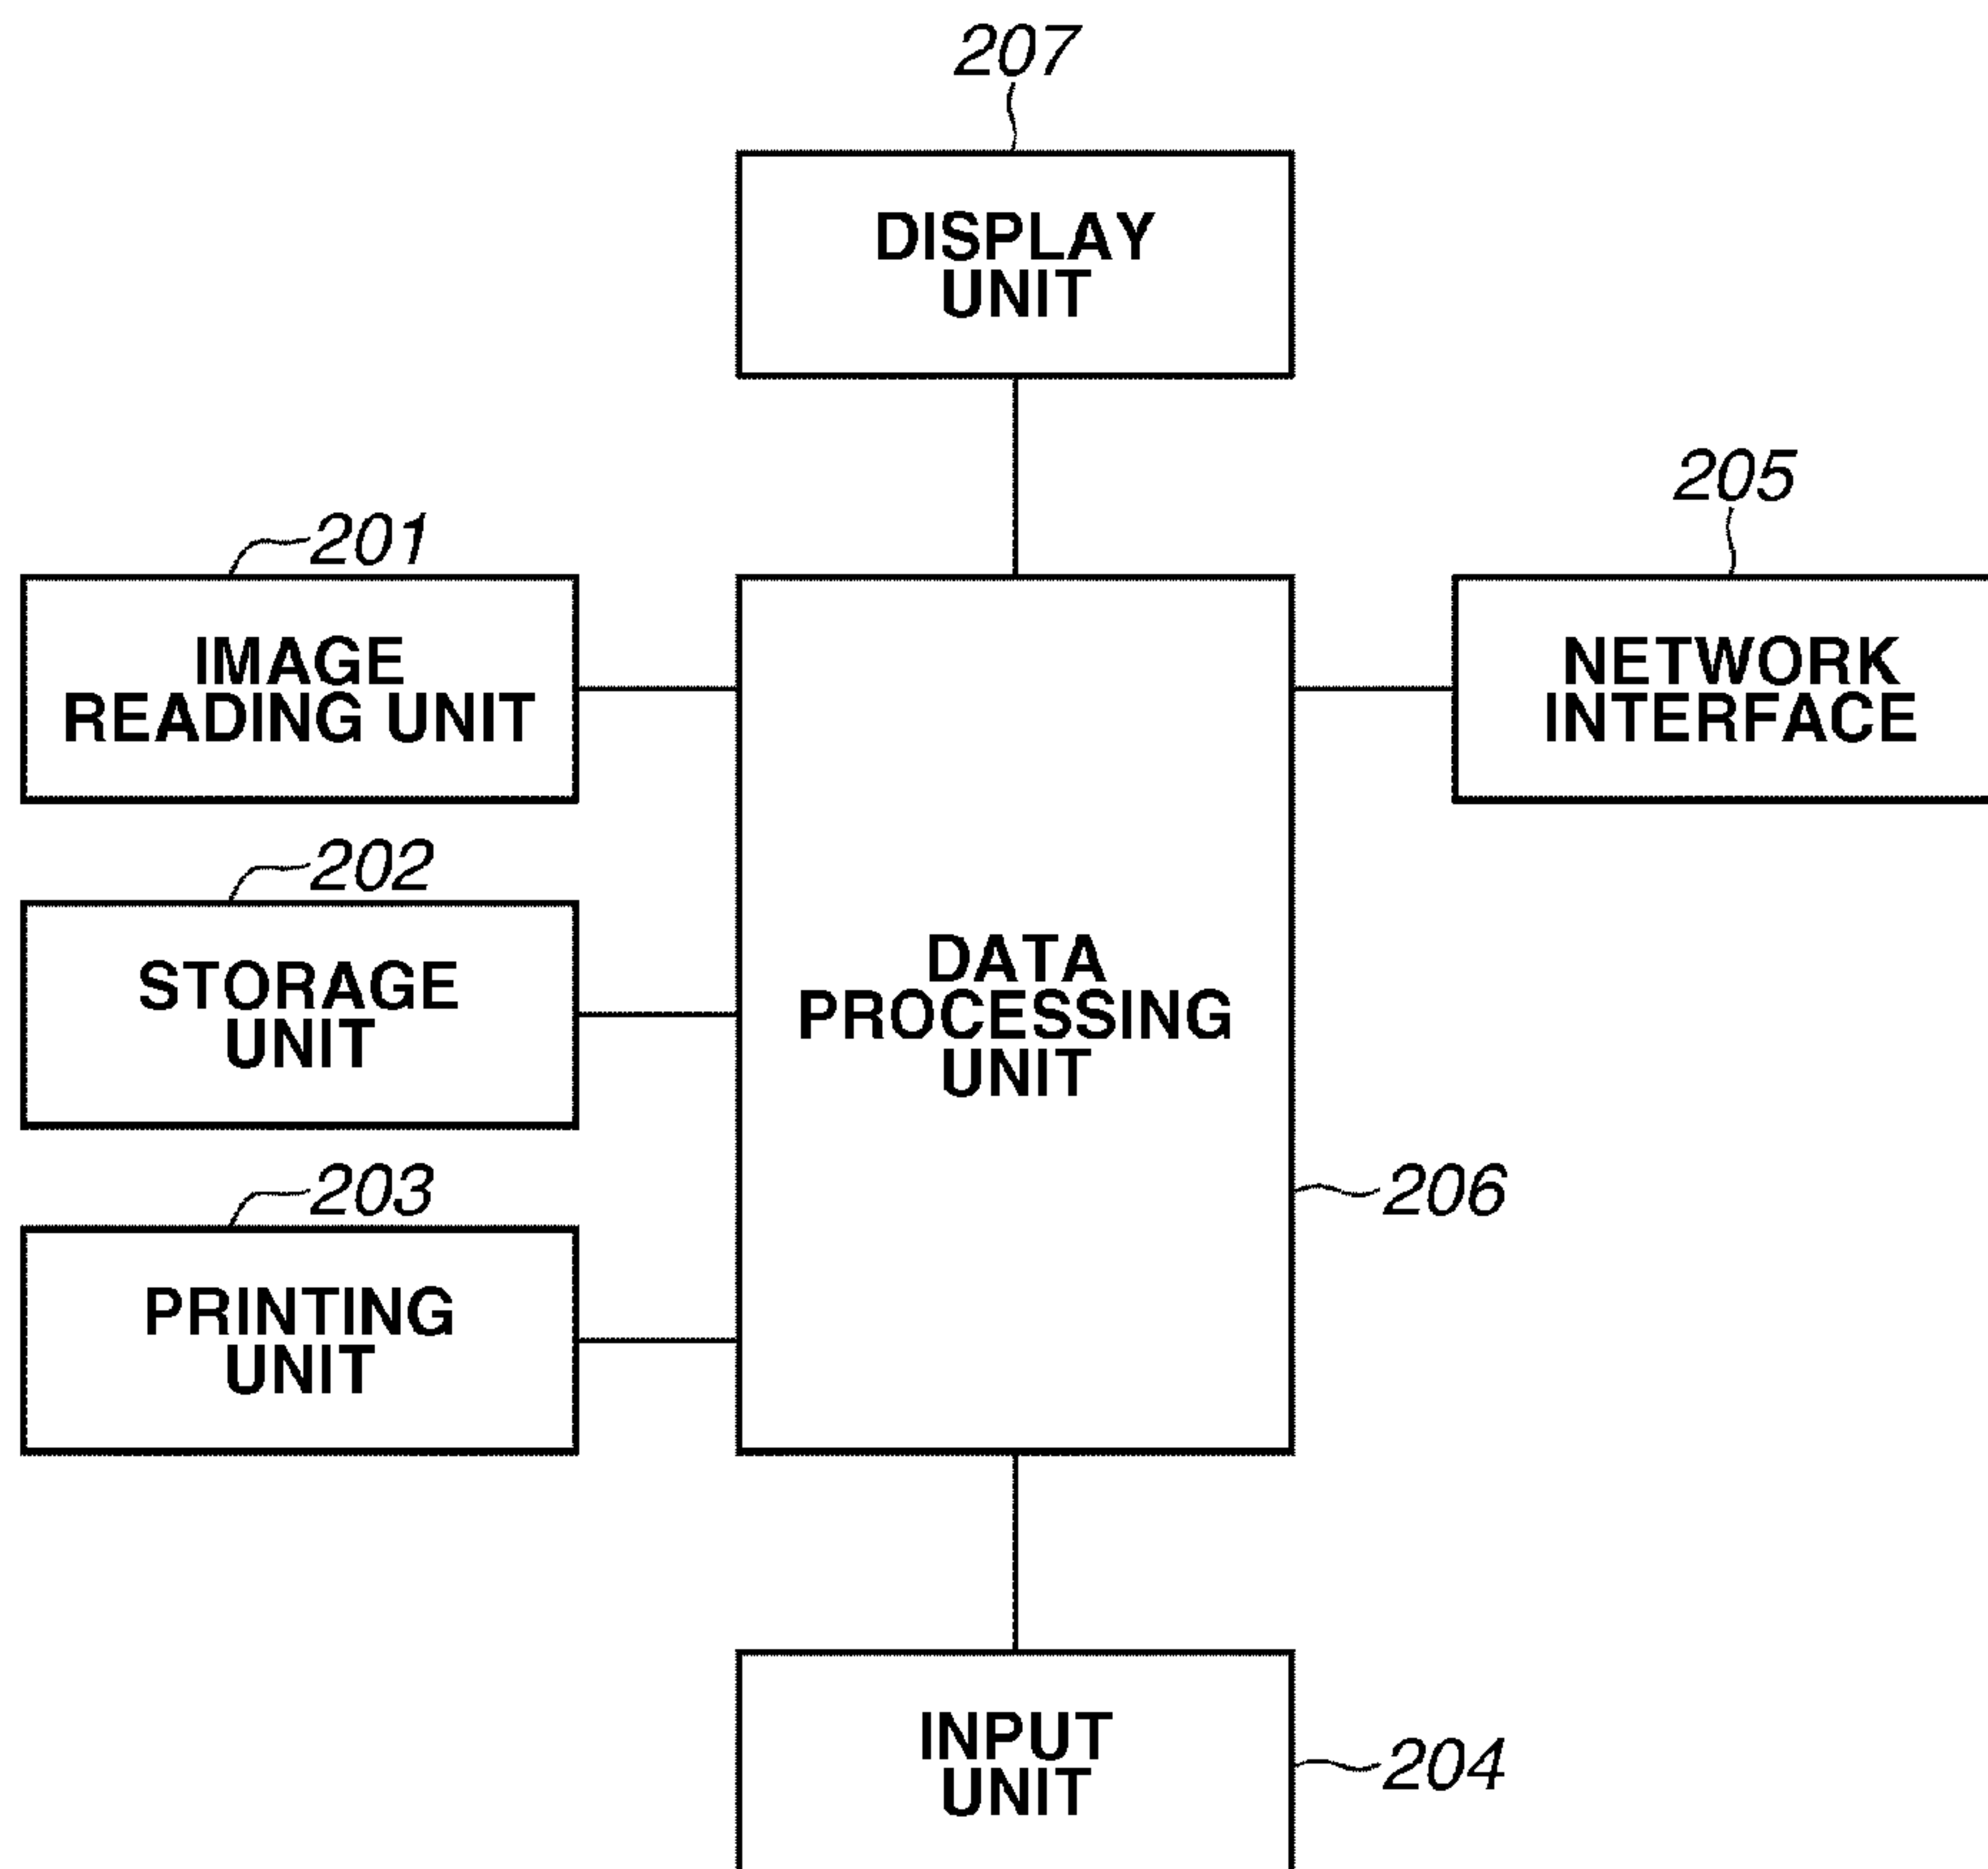 207
DISPLAY
UNIT
205
201
IMAGE
READING UNIT
NETWORK
INTERFACE
202
STORAGE
UNIT
DATA
PROCESSING
UNIT
203
206
PRINTING
UNIT
INPUT
UNIT
204